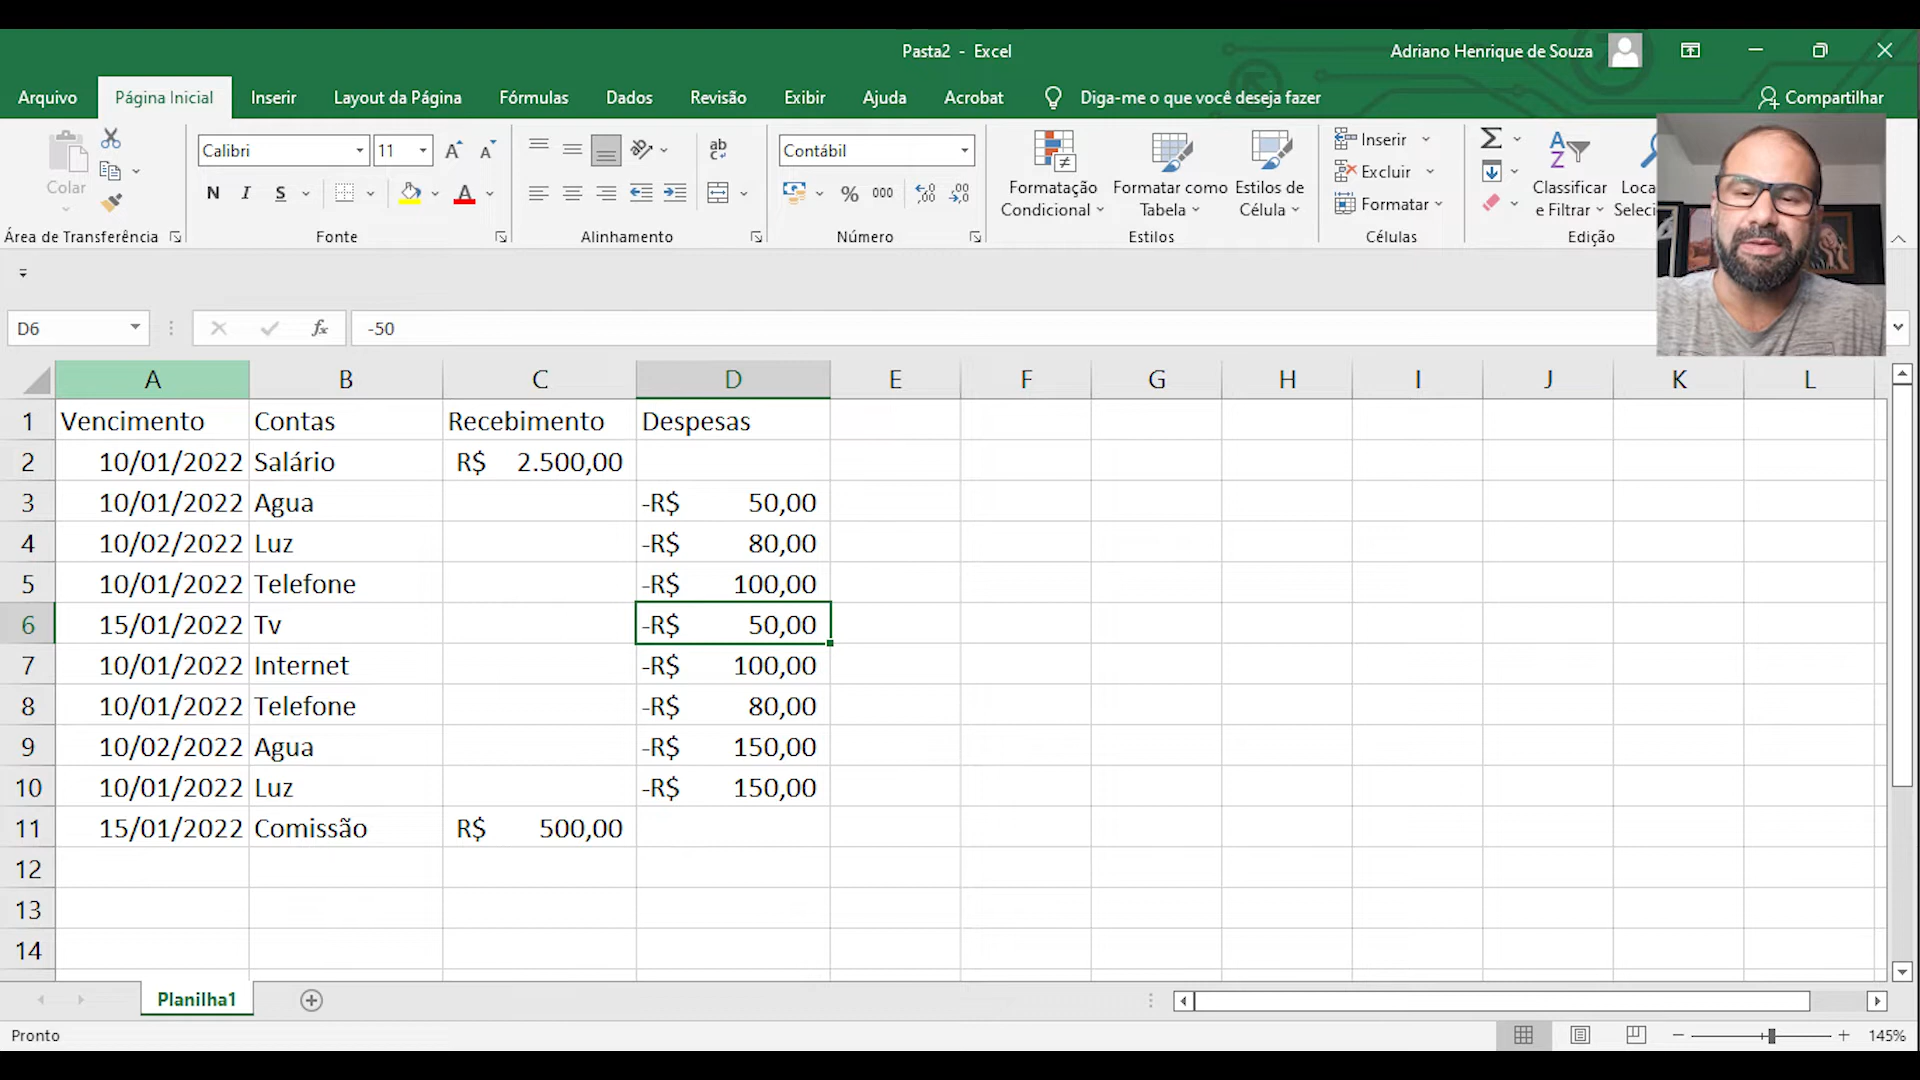 Pasta2 - Excel
Adriano Henrique de Souza
Arquivo Página Inicial Inserir Layout da Página Fórmulas Dados Revisão Exibir Ajuda Acrobat Diga-me o que você deseja fazer Compartilhar
Colar
Área de Transferência
Calibri 11
N I S A
Fonte
ab
Alinhamento
Contábil
% 000
Número
Formatação Condicional
Formatar como Tabela
Estilos de Célula
Estilos
Inserir
Excluir
Formatar
Células
Classificar e Filtrar
Edição
D6 fx -50
A B C D E F G H I J K L
1 Vencimento Contas Recebimento Despesas
2 10/01/2022 Salário R$ 2.500,00
3 10/01/2022 Agua -R$ 50,00
4 10/02/2022 Luz -R$ 80,00
5 10/01/2022 Telefone -R$ 100,00
6 15/01/2022 Tv -R$ 50,00
7 10/01/2022 Internet -R$ 100,00
8 10/01/2022 Telefone -R$ 80,00
9 10/02/2022 Agua -R$ 150,00
10 10/01/2022 Luz -R$ 150,00
11 15/01/2022 Comissão R$ 500,00
12
13
14
Planilha1
Pronto
145%